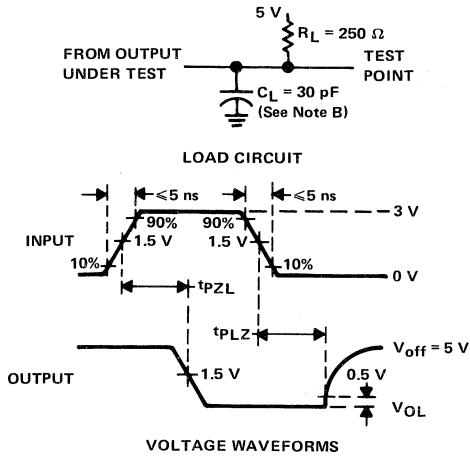 5 V
R_L = 250 Ω
FROM OUTPUT
UNDER TEST
TEST
POINT
C_L = 30 pF
(See Note B)
LOAD CIRCUIT
≤5 ns
≤5 ns
3 V
90%
90%
INPUT
1.5 V
1.5 V
10%
10%
0 V
tPZL
tPLZ
Voff = 5 V
0.5 V
OUTPUT
1.5 V
VOL
VOLTAGE WAVEFORMS